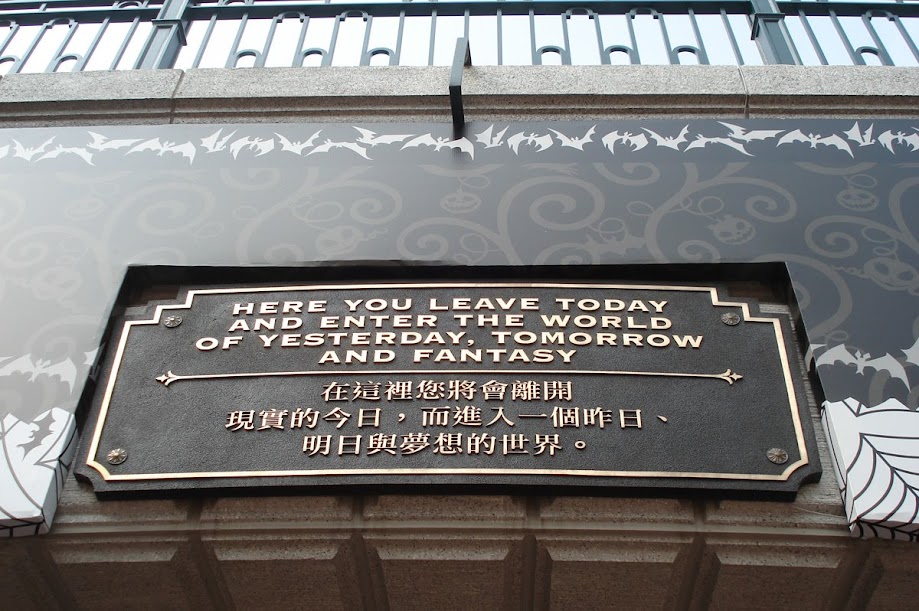 HERE YOU LEAVE TODAY
AND ENTER THE WORLD
OF YESTERDAY, TOMORROW
AND FANTASY
在這裡您將會離開
現實的今日，而進入一個昨日、
明日與夢想的世界。